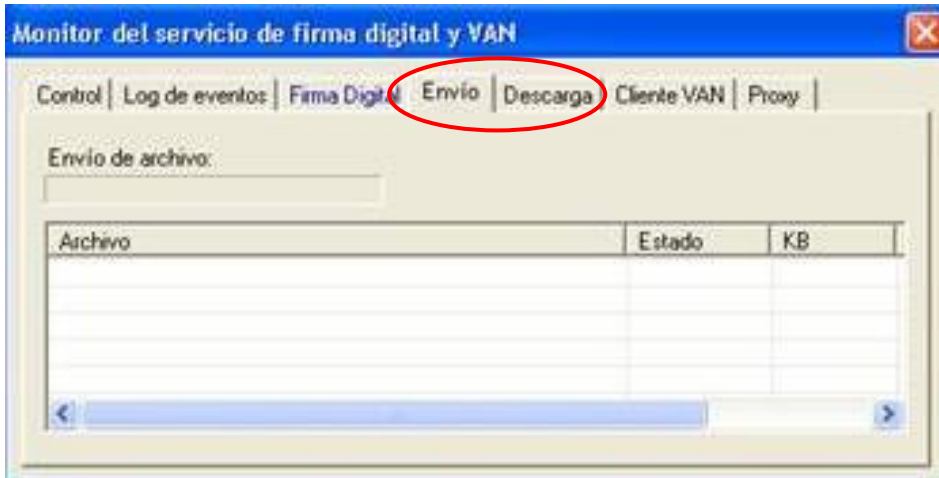 Monitor del servicio de firma digital y VAN
Control Log de eventos Firma Digital Envío Descarga Cliente VAN Proxy
Envío de archivo:
Archivo Estado KB